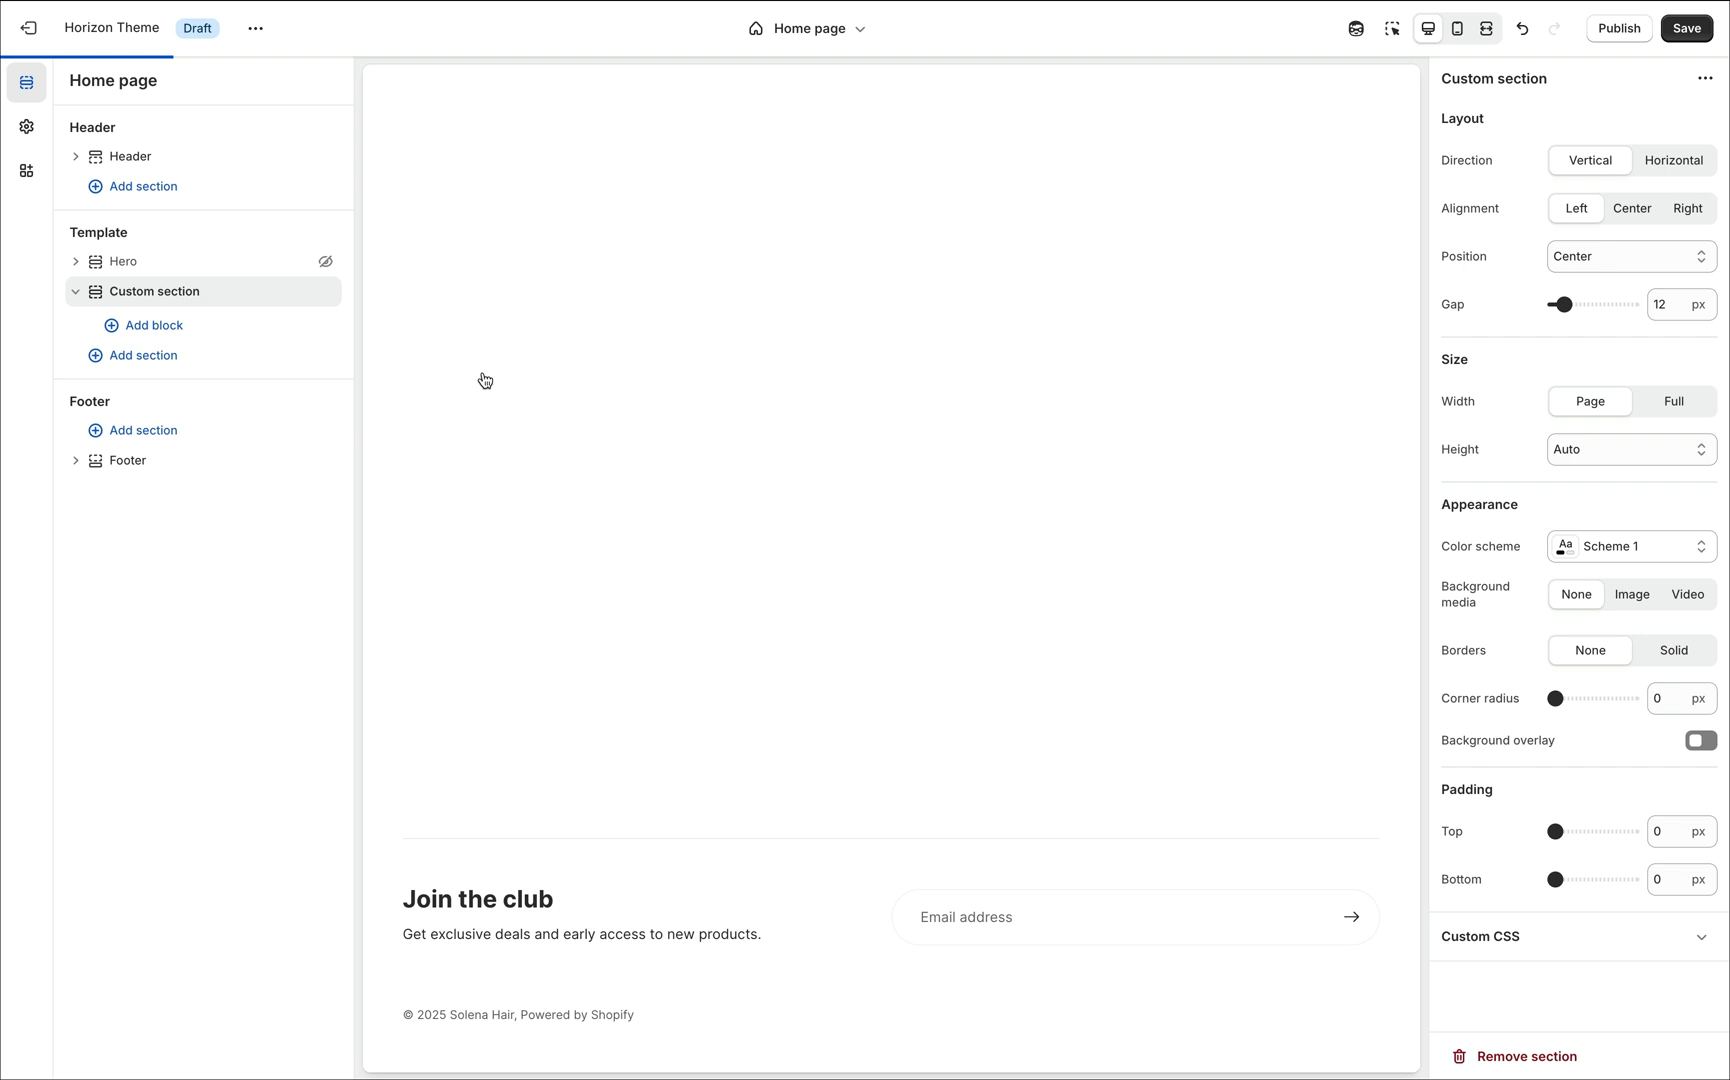 Horizon Theme
Draft
Home page
Publish
Save
Home page
Header
Header
Add section
Template
Hero
Custom section
Add block
Add section
Footer
Add section
Footer
Join the club
Get exclusive deals and early access to new products.
Email address
© 2025 Solena Hair, Powered by Shopify
Custom section
Layout
Direction Vertical Horizontal
Alignment Left Center Right
Position Center
Gap 12 px
Size
Width Page Full
Height Auto
Appearance
Color scheme Aa Scheme 1
Background
media
None Image Video
Borders None Solid
Corner radius 0 px
Background overlay
Padding
Top 0 px
Bottom 0 px
Custom CSS
Remove section